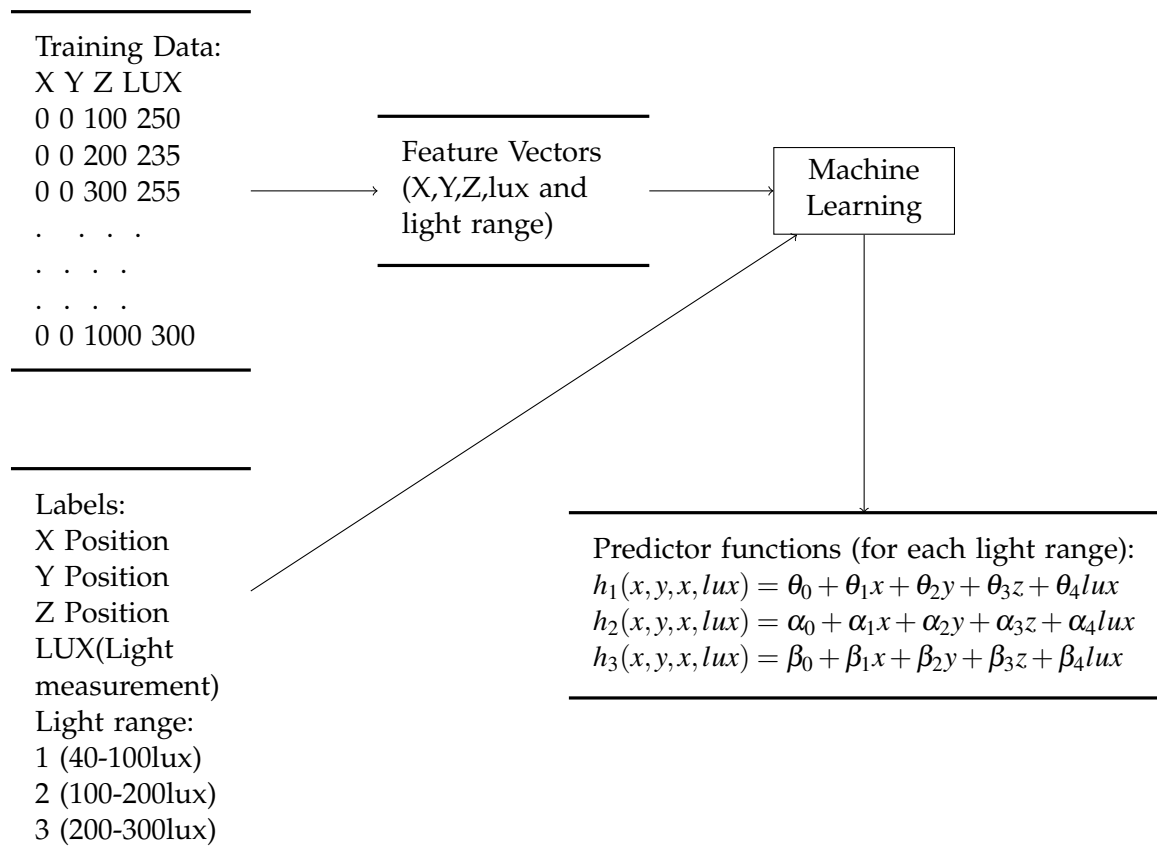 Training Data:
X Y Z LUX
0 0 100 250
0 0 200 235
0 0 300 255
. . . .
. . . .
. . . .
0 0 1000 300
Feature Vectors
(X,Y,Z,lux and
light range)
Machine
Learning
Labels:
X Position
Y Position
Z Position
LUX(Light
measurement)
Light range:
1 (40-100lux)
2 (100-200lux)
3 (200-300lux)
Predictor functions (for each light range):
h₁(x, y, x, lux) = θ₀ + θ₁x + θ₂y + θ₃z + θ₄lux
h₂(x, y, x, lux) = α₀ + α₁x + α₂y + α₃z + α₄lux
h₃(x, y, x, lux) = β₀ + β₁x + β₂y + β₃z + β₄lux